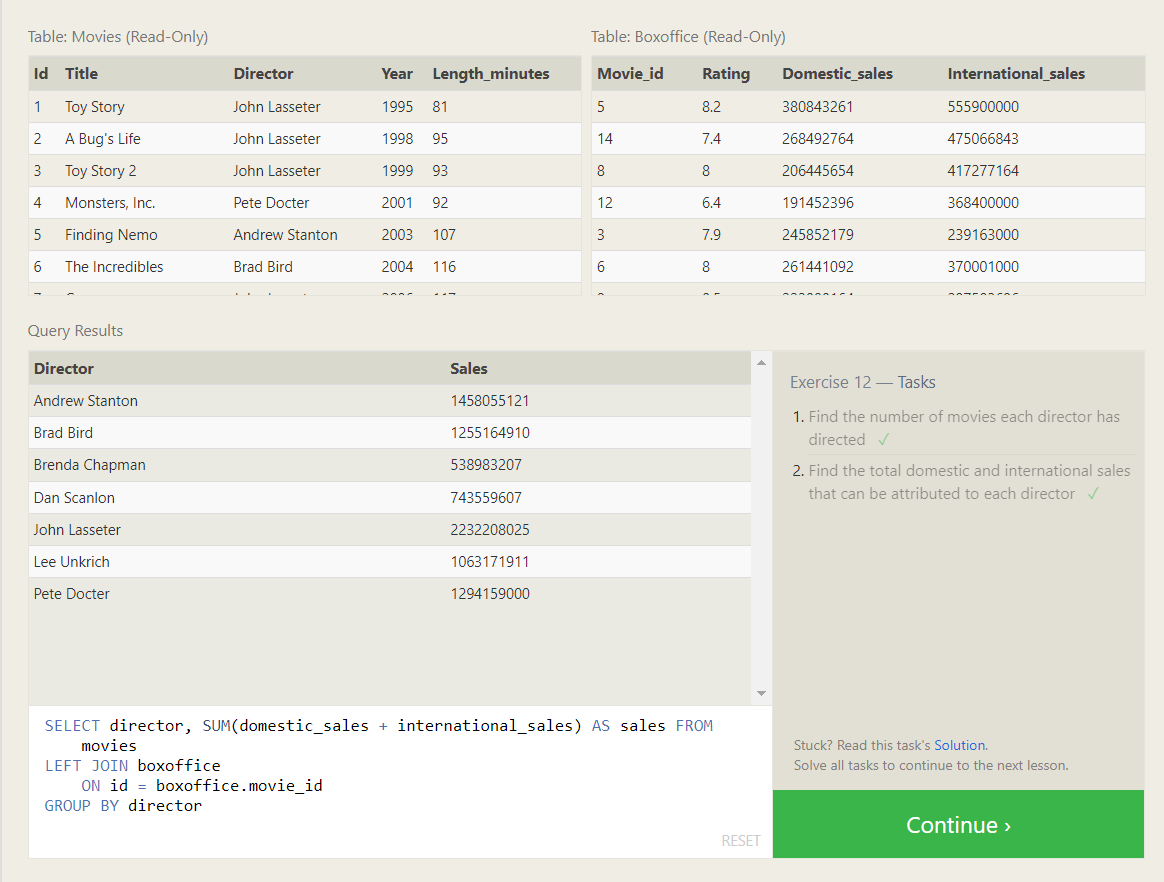 Table: Movies (Read-Only)
Id Title Director Year Length_minutes
1 Toy Story John Lasseter 1995 81
2 A Bug's Life John Lasseter 1998 95
3 Toy Story 2 John Lasseter 1999 93
4 Monsters, Inc. Pete Docter 2001 92
5 Finding Nemo Andrew Stanton 2003 107
6 The Incredibles Brad Bird 2004 116
Table: Boxoffice (Read-Only)
Movie_id Rating Domestic_sales International_sales
5 8.2 380843261 555900000
14 7.4 268492764 475066843
8 8 206445654 417277164
12 6.4 191452396 368400000
3 7.9 245852179 239163000
6 8 261441092 370001000
Query Results
Director Sales
Andrew Stanton 1458055121
Brad Bird 1255164910
Brenda Chapman 538983207
Dan Scanlon 743559607
John Lasseter 2232208025
Lee Unkrich 1063171911
Pete Docter 1294159000
SELECT director, SUM(domestic_sales + international_sales) AS sales FROM
movies
LEFT JOIN boxoffice
ON id = boxoffice.movie_id
GROUP BY director
RESET
Exercise 12 — Tasks
1. Find the number of movies each director has
directed ✓
2. Find the total domestic and international sales
that can be attributed to each director ✓
Stuck? Read this task's Solution.
Solve all tasks to continue to the next lesson.
Continue ›